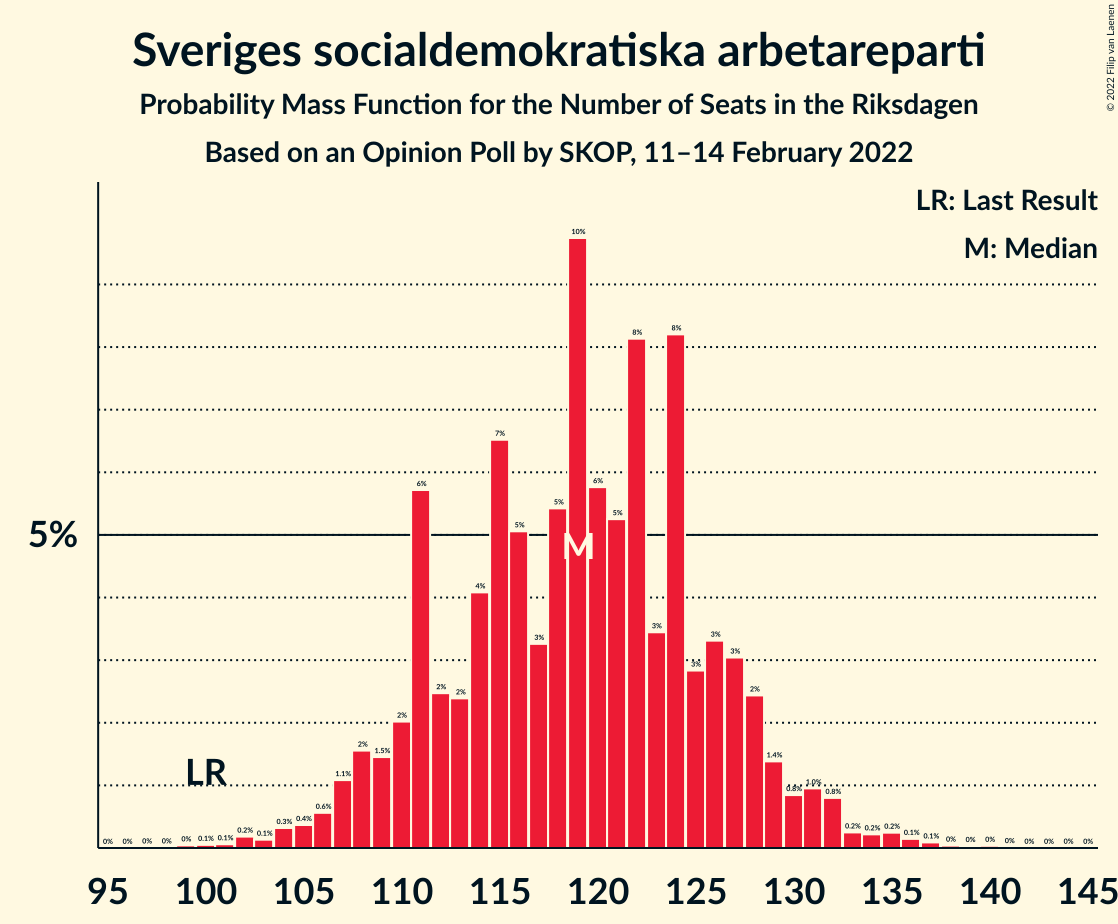 Sveriges socialdemokratiska arbetareparti
Probability Mass Function for the Number of Seats in the Riksdagen
Based on an Opinion Poll by SKOP, 11–14 February 2022
© 2022 Filip van Laenen
LR: Last Result
M: Median
5%
LR
M
0% 0% 0% 0% 0% 0.1% 0.1% 0.2% 0.1% 0.3% 0.4% 0.6% 1.1% 2% 1.5% 2% 6% 2% 2% 4% 7% 5% 3% 5% 10% 6% 5% 8% 3% 8% 3% 3% 3% 2% 1.4% 0.8% 1.0% 0.8% 0.2% 0.2% 0.2% 0.1% 0.1% 0% 0% 0% 0% 0% 0% 0% 0%
95 100 105 110 115 120 125 130 135 140 145